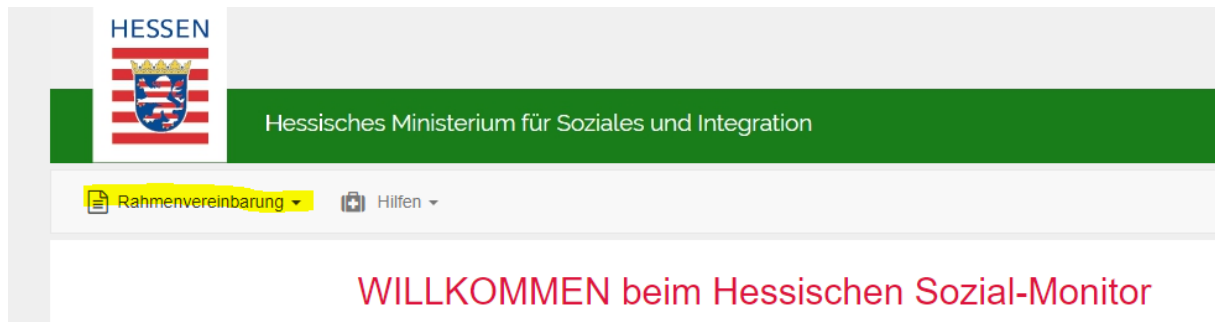 HESSEN
Hessisches Ministerium für Soziales und Integration
Rahmenvereinbarung Hilfen
WILLKOMMEN beim Hessischen Sozial-Monitor